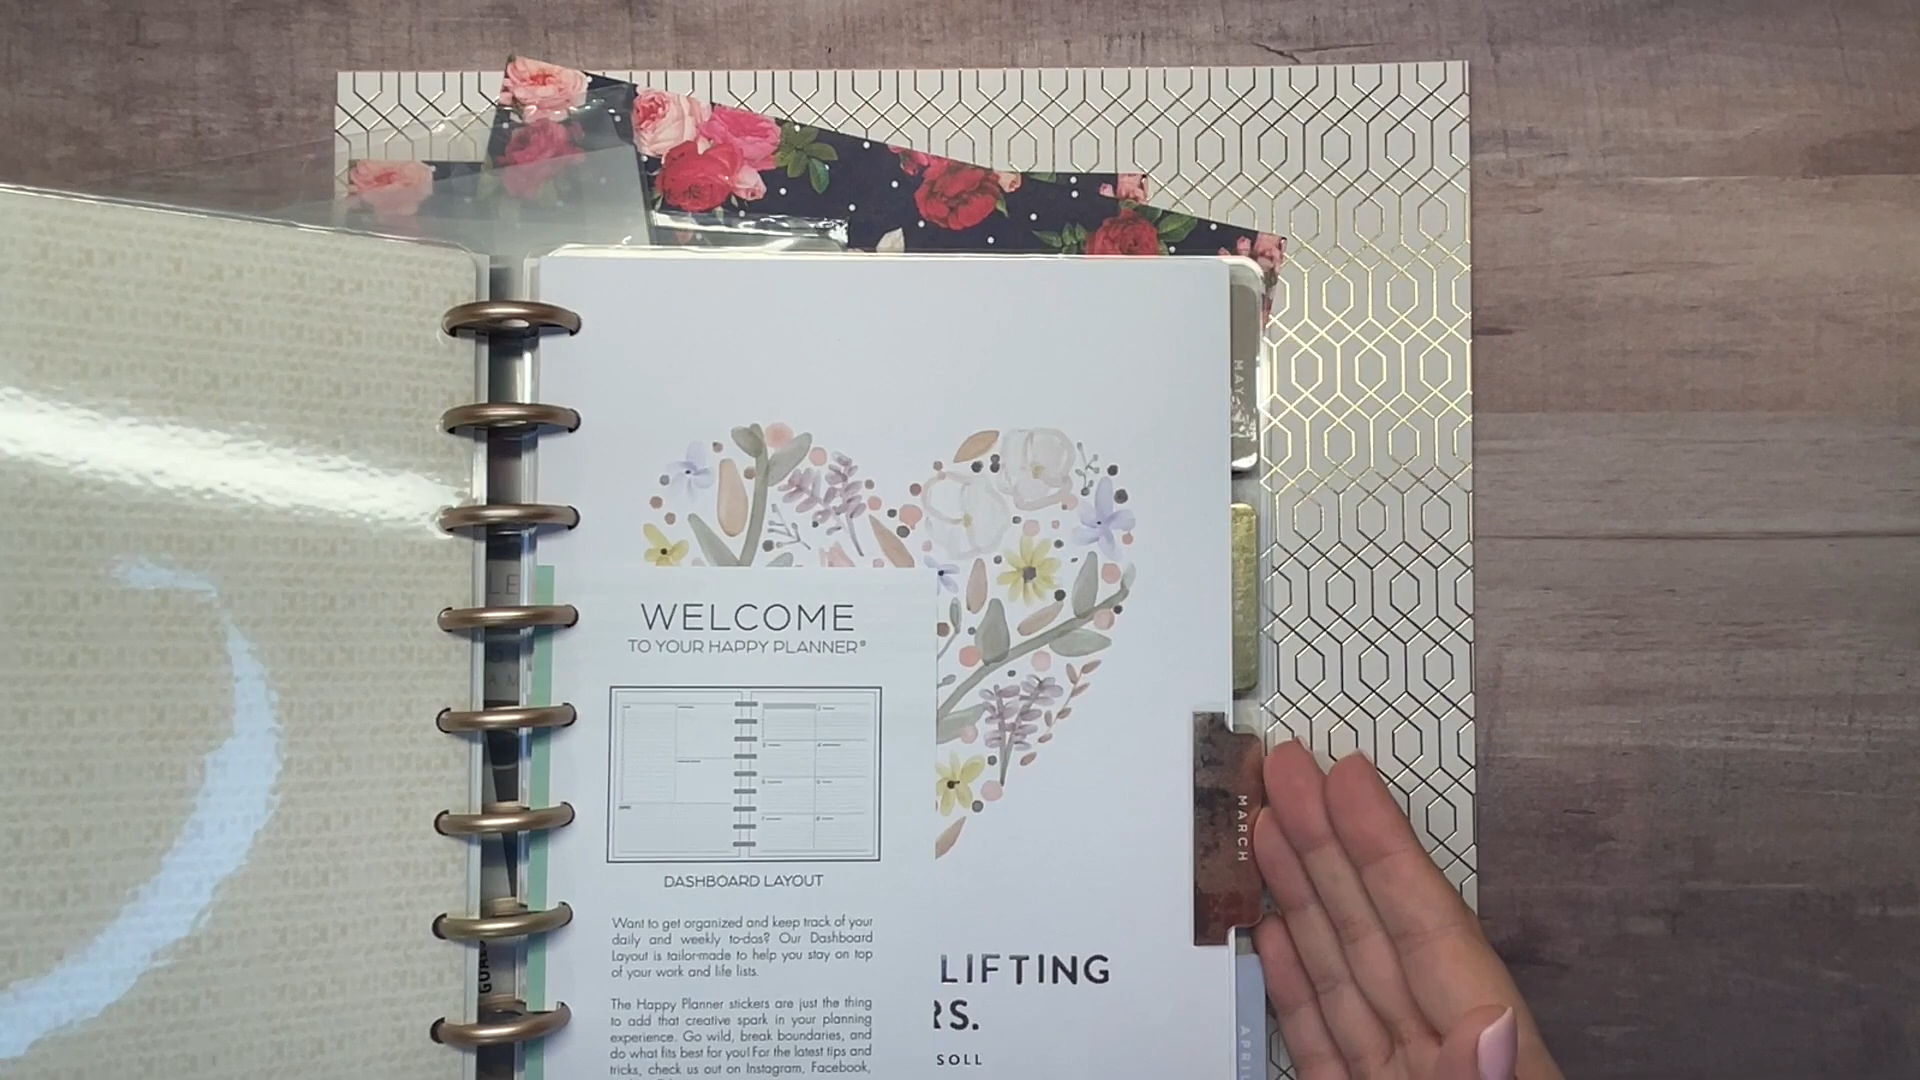 WELCOME
TO YOUR HAPPY PLANNER®
DASHBOARD LAYOUT
Want to get organized and keep track of your
daily and weekly to-dos? Our Dashboard
Layout is tailor-made to help you stay on top
of your work and life lists.
The Happy Planner stickers are just the thing
to add that creative spark in your planning
experience. Go wild, break boundaries, and
do what fits best for you! For the latest tips and
tricks, check us out on Instagram, Facebook,
LIFTING
RS.
SOLL
MAY
MARCH
APRIL